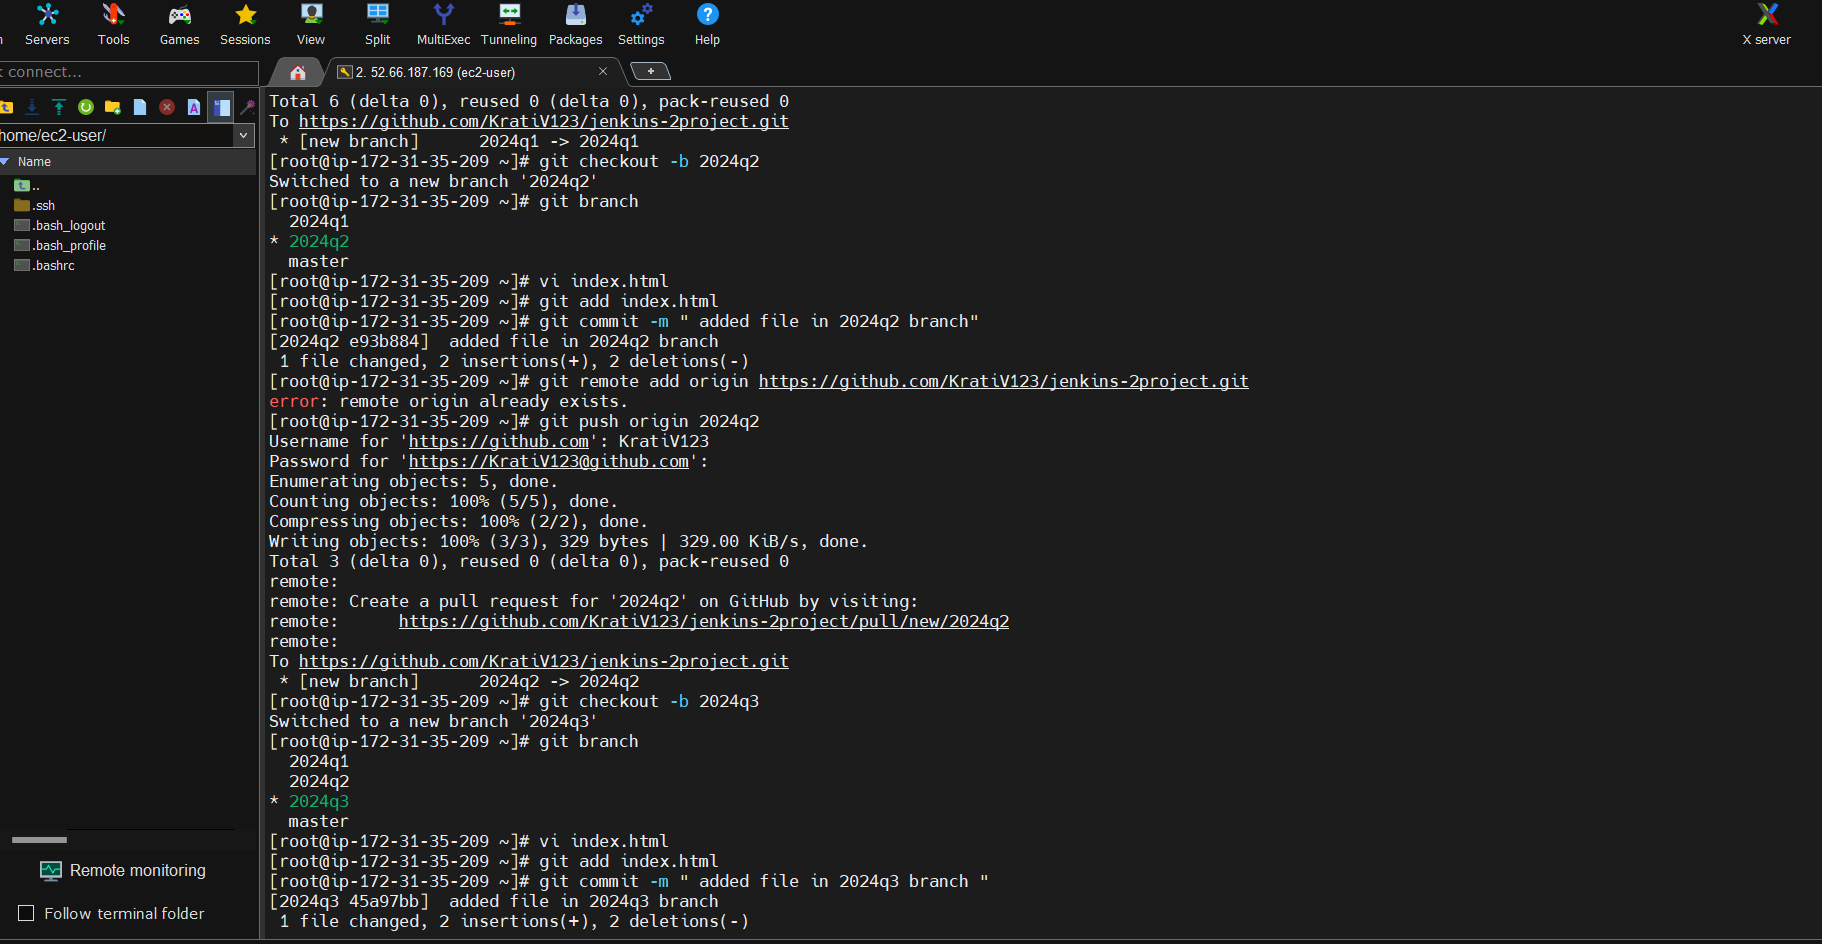 Servers
Tools
Games
Sessions
View
Split
MultiExec
Tunneling
Packages
Settings
Help
X server
connect...
2. 52.66.187.169 (ec2-user)
home/ec2-user/
Name
..
.ssh
.bash_logout
.bash_profile
.bashrc
Remote monitoring
Follow terminal folder
Total 6 (delta 0), reused 0 (delta 0), pack-reused 0
To https://github.com/KratiV123/jenkins-2project.git
 * [new branch]      2024q1 -> 2024q1
[root@ip-172-31-35-209 ~]# git checkout -b 2024q2
Switched to a new branch '2024q2'
[root@ip-172-31-35-209 ~]# git branch
  2024q1
* 2024q2
  master
[root@ip-172-31-35-209 ~]# vi index.html
[root@ip-172-31-35-209 ~]# git add index.html
[root@ip-172-31-35-209 ~]# git commit -m " added file in 2024q2 branch"
[2024q2 e93b884]  added file in 2024q2 branch
 1 file changed, 2 insertions(+), 2 deletions(-)
[root@ip-172-31-35-209 ~]# git remote add origin https://github.com/KratiV123/jenkins-2project.git
error: remote origin already exists.
[root@ip-172-31-35-209 ~]# git push origin 2024q2
Username for 'https://github.com': KratiV123
Password for 'https://KratiV123@github.com':
Enumerating objects: 5, done.
Counting objects: 100% (5/5), done.
Compressing objects: 100% (2/2), done.
Writing objects: 100% (3/3), 329 bytes | 329.00 KiB/s, done.
Total 3 (delta 0), reused 0 (delta 0), pack-reused 0
remote:
remote: Create a pull request for '2024q2' on GitHub by visiting:
remote:      https://github.com/KratiV123/jenkins-2project/pull/new/2024q2
remote:
To https://github.com/KratiV123/jenkins-2project.git
 * [new branch]      2024q2 -> 2024q2
[root@ip-172-31-35-209 ~]# git checkout -b 2024q3
Switched to a new branch '2024q3'
[root@ip-172-31-35-209 ~]# git branch
  2024q1
  2024q2
* 2024q3
  master
[root@ip-172-31-35-209 ~]# vi index.html
[root@ip-172-31-35-209 ~]# git add index.html
[root@ip-172-31-35-209 ~]# git commit -m " added file in 2024q3 branch "
[2024q3 45a97bb]  added file in 2024q3 branch
 1 file changed, 2 insertions(+), 2 deletions(-)